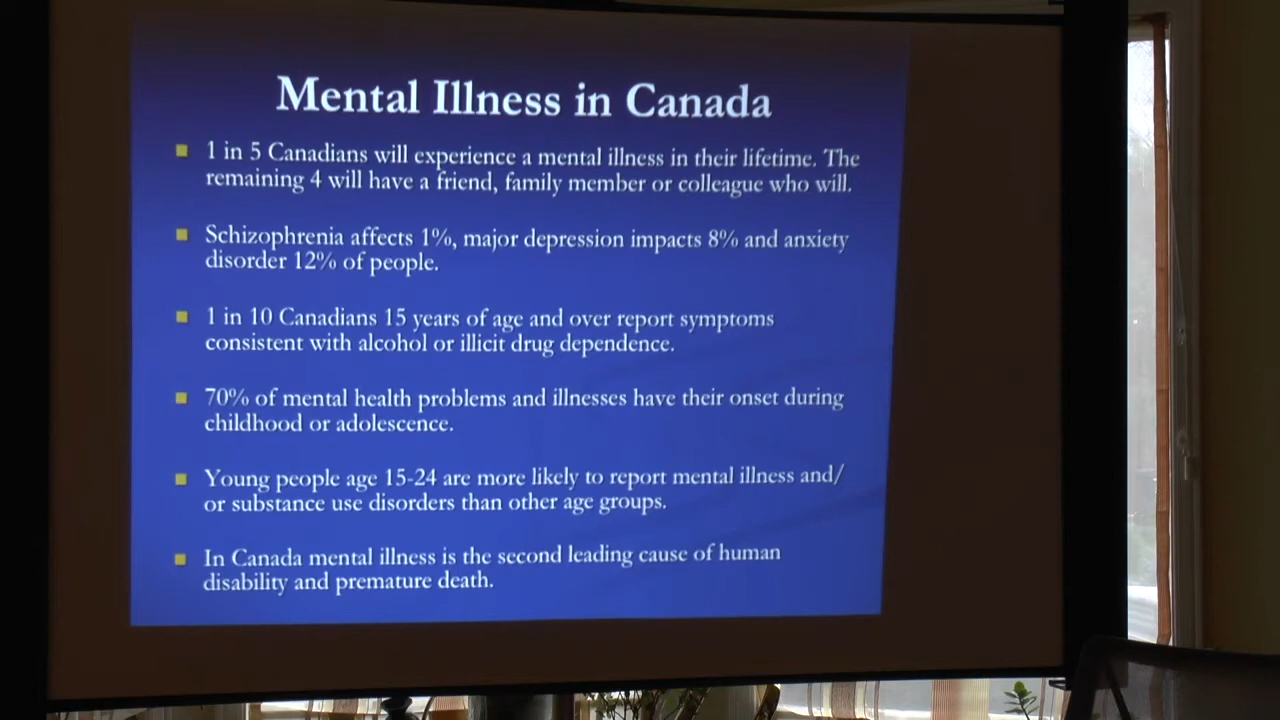 Mental Illness in Canada
1 in 5 Canadians will experience a mental illness in their lifetime. The
remaining 4 will have a friend, family member or colleague who will.
Schizophrenia affects 1%, major depression impacts 8% and anxiety
disorder 12% of people.
1 in 10 Canadians 15 years of age and over report symptoms
consistent with alcohol or illicit drug dependence.
70% of mental health problems and illnesses have their onset during
childhood or adolescence.
Young people age 15-24 are more likely to report mental illness and/
or substance use disorders than other age groups.
In Canada mental illness is the second leading cause of human
disability and premature death.